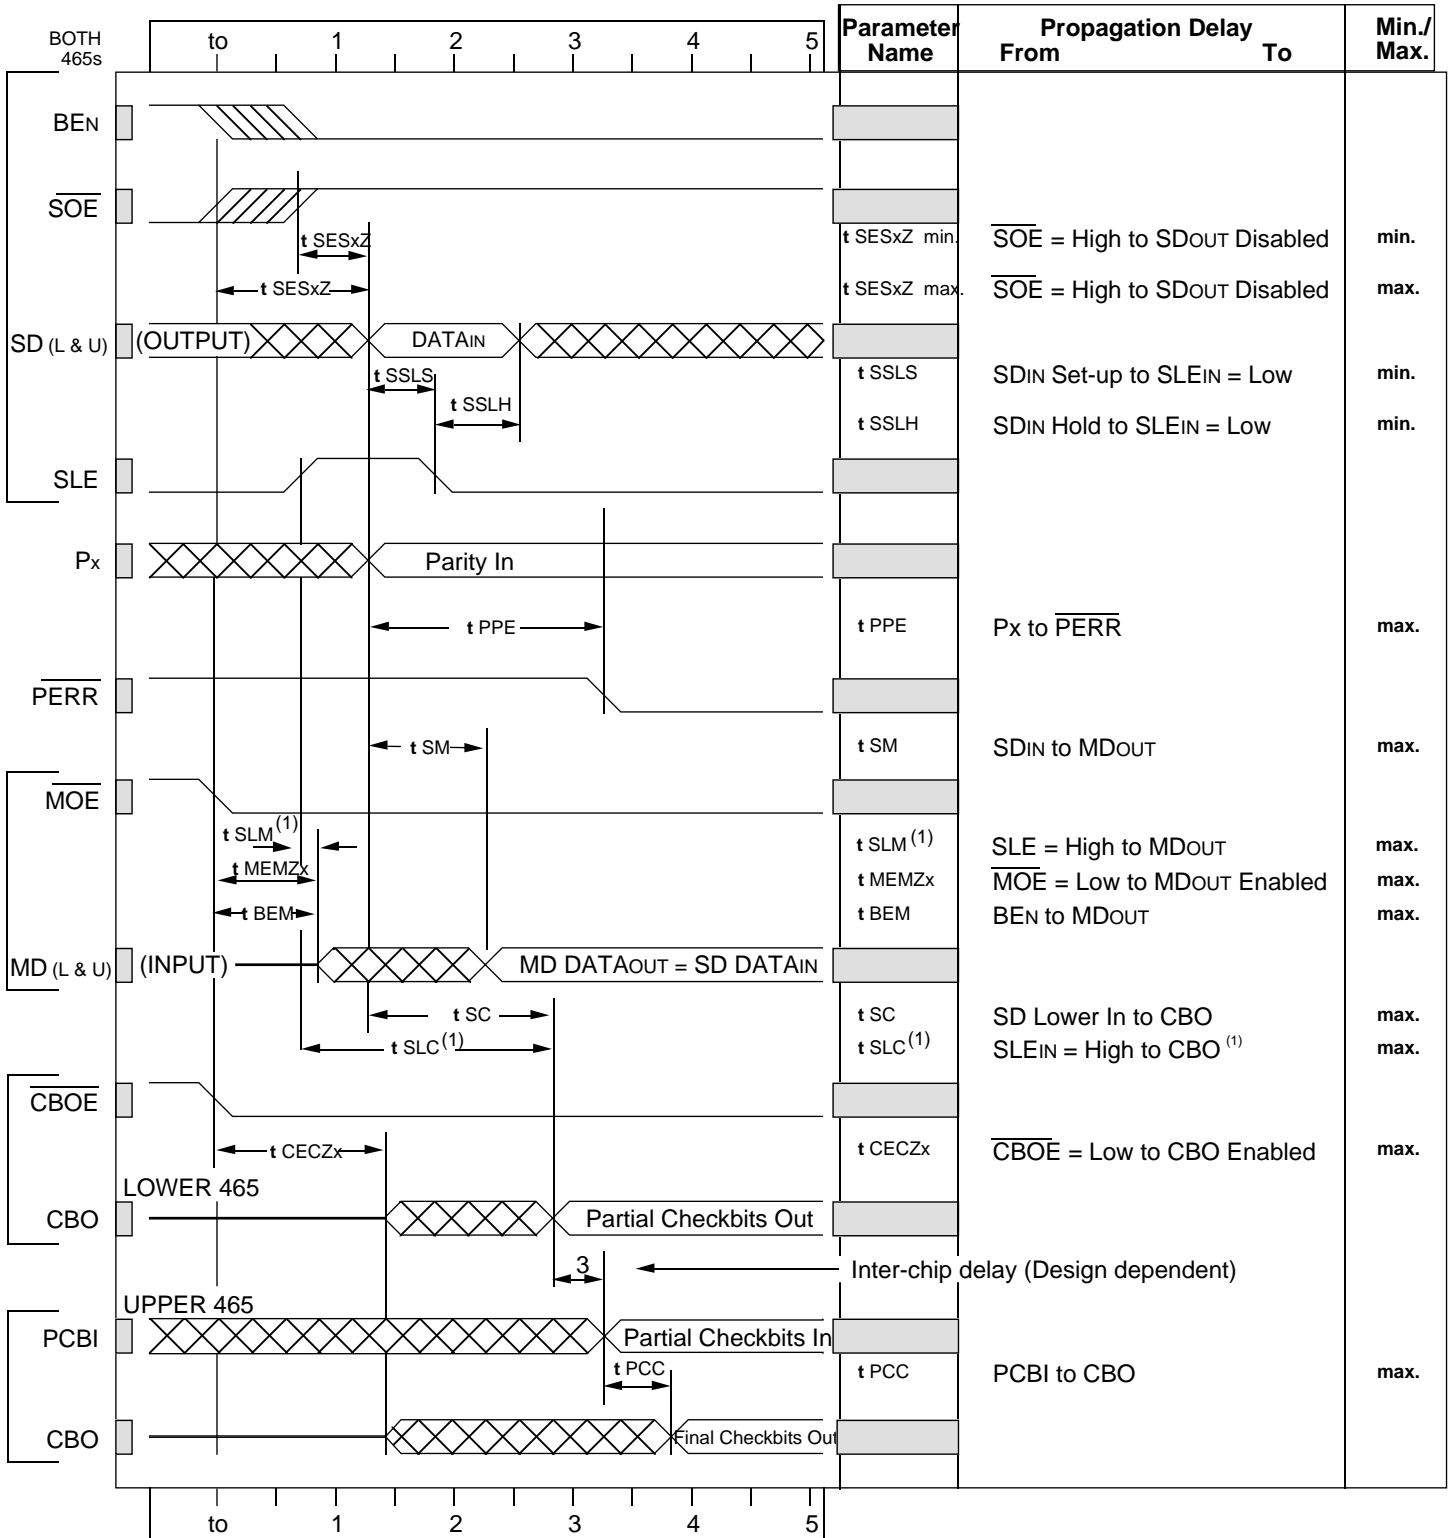 BOTH
465s
to 1 2 3 4 5
Parameter Name
Propagation Delay
From To
Min./ Max.
BEN
SOE
t SESxZ
t SESxZ min. SOE = High to SDOUT Disabled min.
t SESxZ
t SESxZ max. SOE = High to SDOUT Disabled max.
SD (L & U) (OUTPUT) DATAIN
t SSLS
t SSLS SDIN Set-up to SLEIN = Low min.
t SSLH
t SSLH SDIN Hold to SLEIN = Low min.
SLE
Px Parity In
t PPE
t PPE Px to PERR max.
PERR
t SM
t SM SDIN to MDOUT max.
MOE
t SLM(1)
t SLM(1) SLE = High to MDOUT max.
t MEMZx
t MEMZx MOE = Low to MDOUT Enabled max.
t BEM
t BEM BEN to MDOUT max.
MD (L & U) (INPUT) MD DATAOUT = SD DATAIN
t SC
t SC SD Lower In to CBO max.
t SLC(1)
t SLC(1) SLEIN = High to CBO (1) max.
CBOE
t CECZx
t CECZx CBOE = Low to CBO Enabled max.
LOWER 465
CBO Partial Checkbits Out
3 Inter-chip delay (Design dependent)
UPPER 465
PCBI Partial Checkbits In
t PCC
t PCC PCBI to CBO max.
CBO Final Checkbits Out
to 1 2 3 4 5